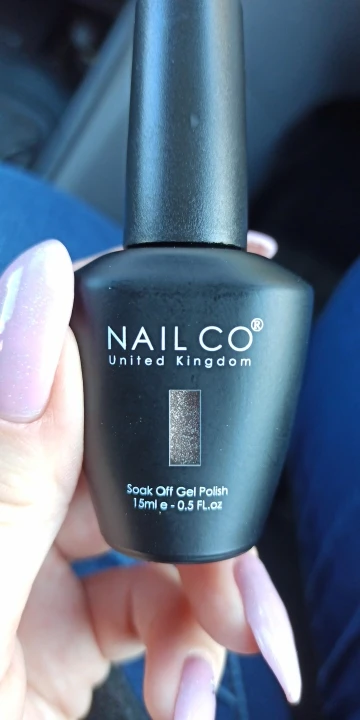 NAIL CO®
United Kingdom
Soak Off Gel Polish
15ml e - 0.5 FL.oz